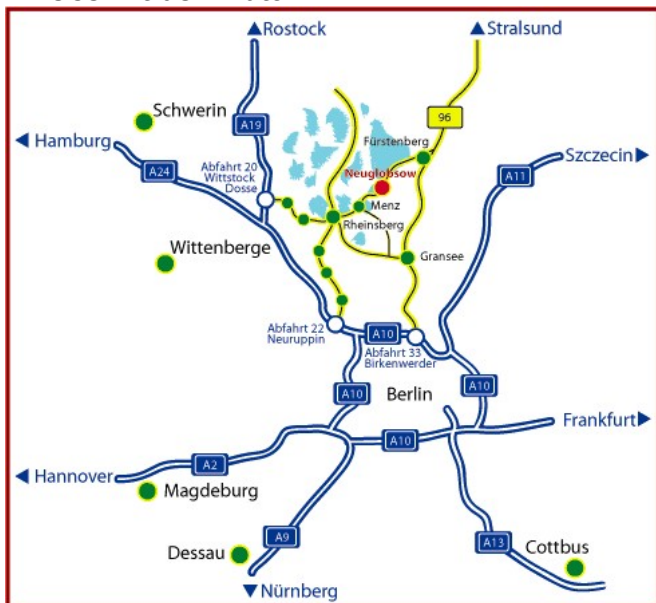 Rostock
Stralsund
Schwerin
96
A19
Hamburg
Fürstenberg
Szczecin
Abfahrt 20
Wittstock
Dosse
A24
Neuglobsow
A11
Menz
Rheinsberg
Wittenberge
Gransee
Abfahrt 22
Neuruppin
A10
Abfahrt 33
Birkenwerder
A10
Berlin
A10
Frankfurt
A10
A2
Hannover
Magdeburg
A9
A13
Dessau
Cottbus
Nürnberg